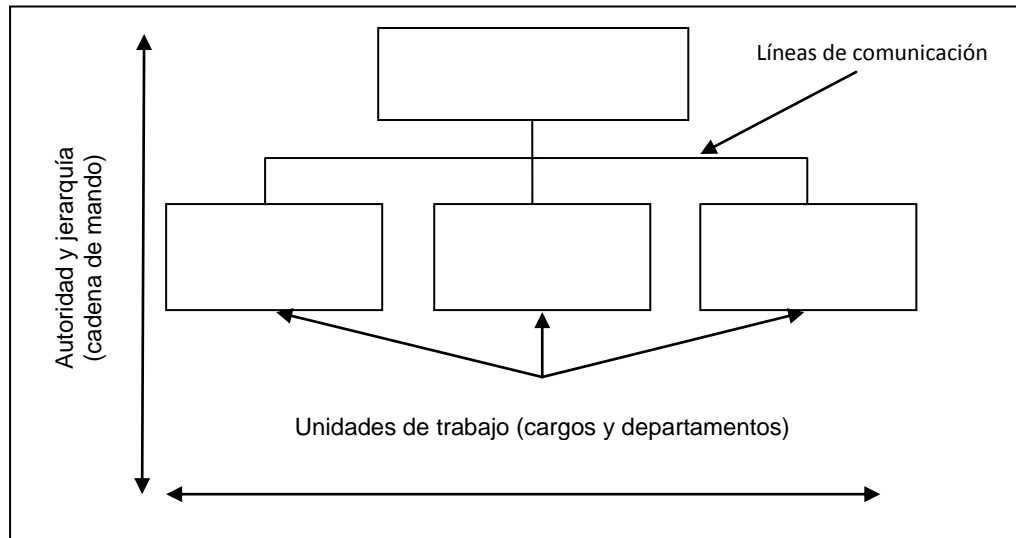 Líneas de comunicación
Autoridad y jerarquía
(cadena de mando)
Unidades de trabajo (cargos y departamentos)